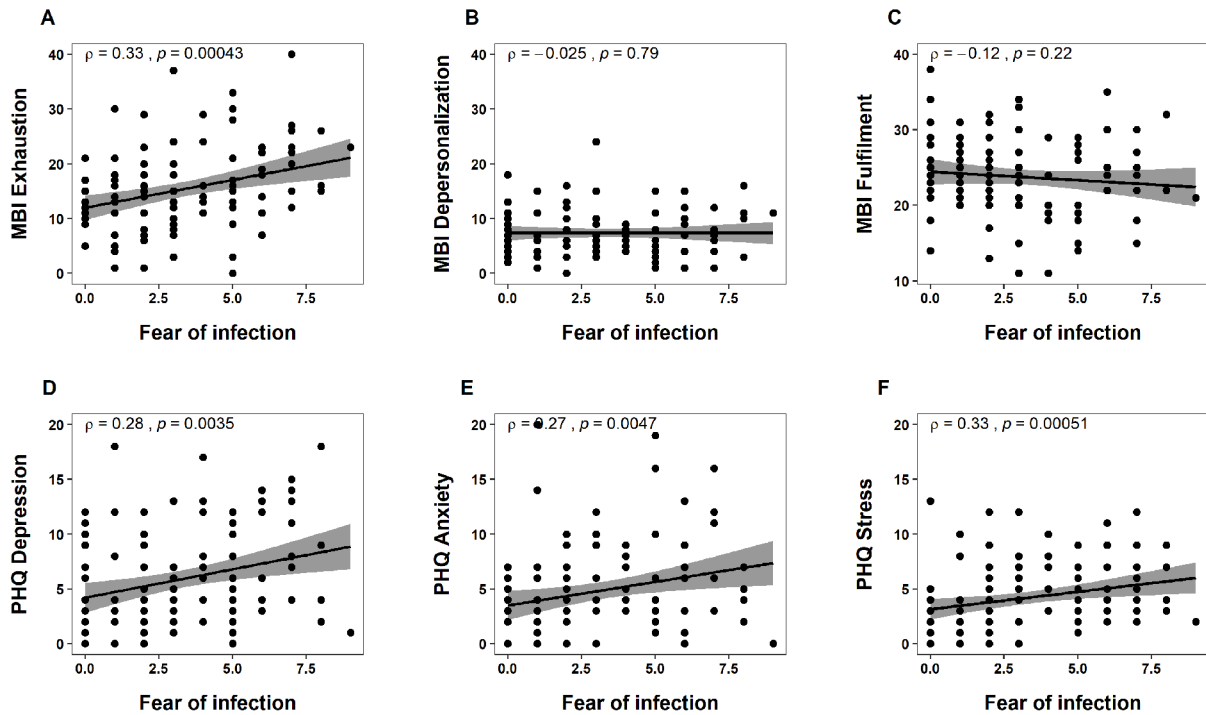 A
ρ = 0.33 , p = 0.00043
MBI Exhaustion
40
30
20
10
0
0.0 2.5 5.0 7.5
Fear of infection
B
ρ = −0.025 , p = 0.79
MBI Depersonalization
40
30
20
10
0
0.0 2.5 5.0 7.5
Fear of infection
C
ρ = −0.12 , p = 0.22
MBI Fulfilment
40
30
20
10
0.0 2.5 5.0 7.5
Fear of infection
D
ρ = 0.28 , p = 0.0035
PHQ Depression
20
15
10
5
0
0.0 2.5 5.0 7.5
Fear of infection
E
ρ = 0.27 , p = 0.0047
PHQ Anxiety
20
15
10
5
0
0.0 2.5 5.0 7.5
Fear of infection
F
ρ = 0.33 , p = 0.00051
PHQ Stress
20
15
10
5
0
0.0 2.5 5.0 7.5
Fear of infection